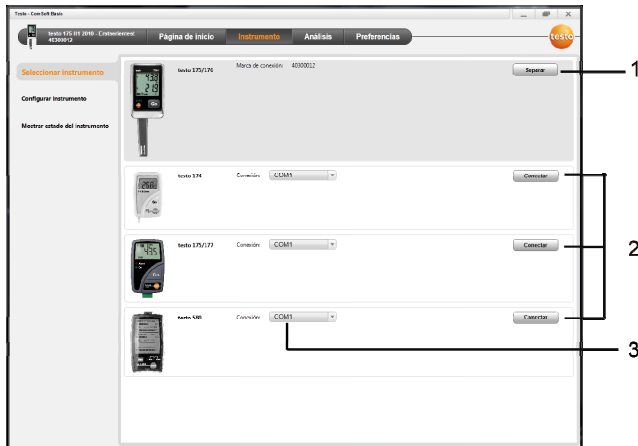 Testo - ComSoft Basic
testo 175 H1 2010 -
40300012
Página de inicio
Instrumento
Análisis
Preferencias
testo
Seleccionar instrumento
Configurar instrumento
Mostrar estado del instrumento
testo 175/176
Marca de conexión: 40300012
Separar
1
testo 174
Conexión: COM1
Conectar
testo 175/177
Conexión: COM1
Conectar
2
testo 580
Conexión: COM1
Conectar
3